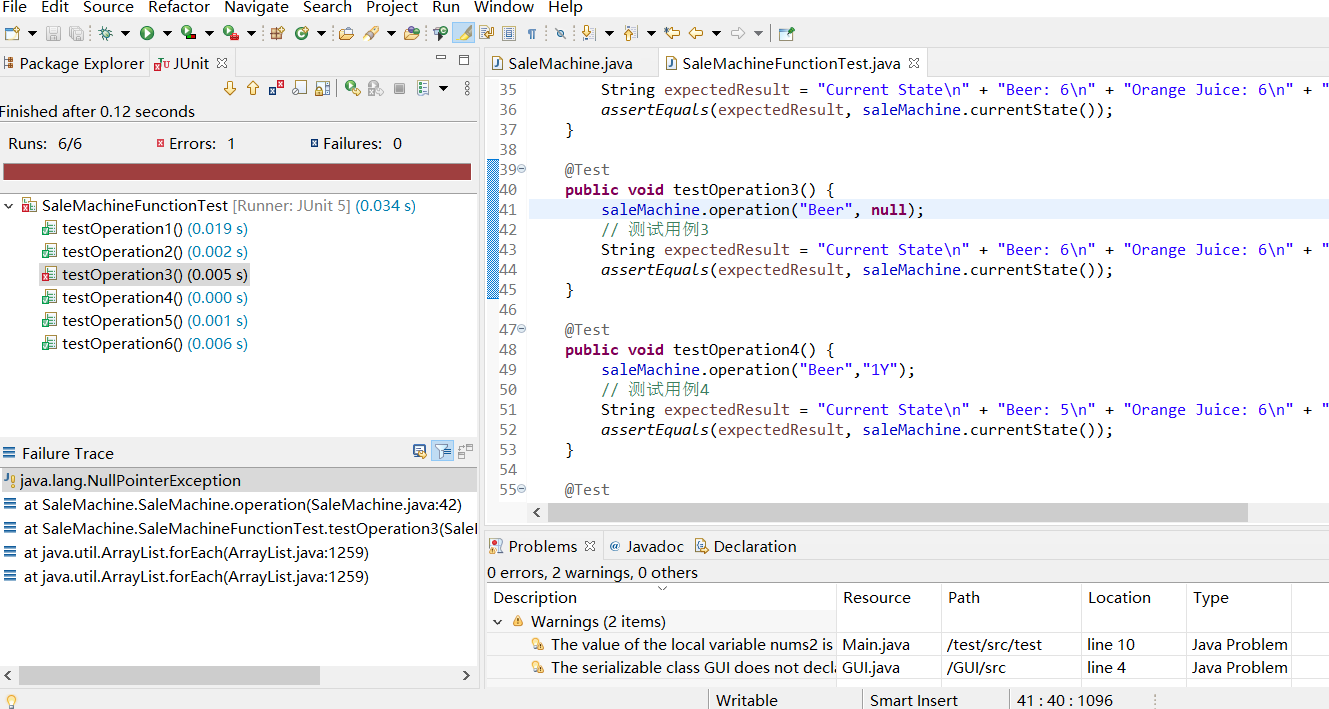 File Edit Source Refactor Navigate Search Project Run Window Help
Package Explorer JUnit
Finished after 0.12 seconds
Runs: 6/6 Errors: 1 Failures: 0
SaleMachineFunctionTest [Runner: JUnit 5] (0.034 s)
testOperation1() (0.019 s)
testOperation2() (0.002 s)
testOperation3() (0.005 s)
testOperation4() (0.000 s)
testOperation5() (0.001 s)
testOperation6() (0.006 s)
Failure Trace
java.lang.NullPointerException
at SaleMachine.SaleMachine.operation(SaleMachine.java:42)
at SaleMachine.SaleMachineFunctionTest.testOperation3(SaleM
at java.util.ArrayList.forEach(ArrayList.java:1259)
at java.util.ArrayList.forEach(ArrayList.java:1259)
SaleMachine.java SaleMachineFunctionTest.java
35 String expectedResult = "Current State\n" + "Beer: 6\n" + "Orange Juice: 6\n" + "
36 assertEquals(expectedResult, saleMachine.currentState());
37 }
38
39 @Test
40 public void testOperation3() {
41 saleMachine.operation("Beer", null);
42 // 测试用例3
43 String expectedResult = "Current State\n" + "Beer: 6\n" + "Orange Juice: 6\n" + "
44 assertEquals(expectedResult, saleMachine.currentState());
45 }
46
47 @Test
48 public void testOperation4() {
49 saleMachine.operation("Beer","1Y");
50 // 测试用例4
51 String expectedResult = "Current State\n" + "Beer: 5\n" + "Orange Juice: 6\n" + "
52 assertEquals(expectedResult, saleMachine.currentState());
53 }
54
55 @Test
Problems @ Javadoc Declaration
0 errors, 2 warnings, 0 others
Description Resource Path Location Type
Warnings (2 items)
The value of the local variable nums2 is Main.java /test/src/test line 10 Java Problem
The serializable class GUI does not decla GUI.java /GUI/src line 4 Java Problem
Writable Smart Insert 41 : 40 : 1096